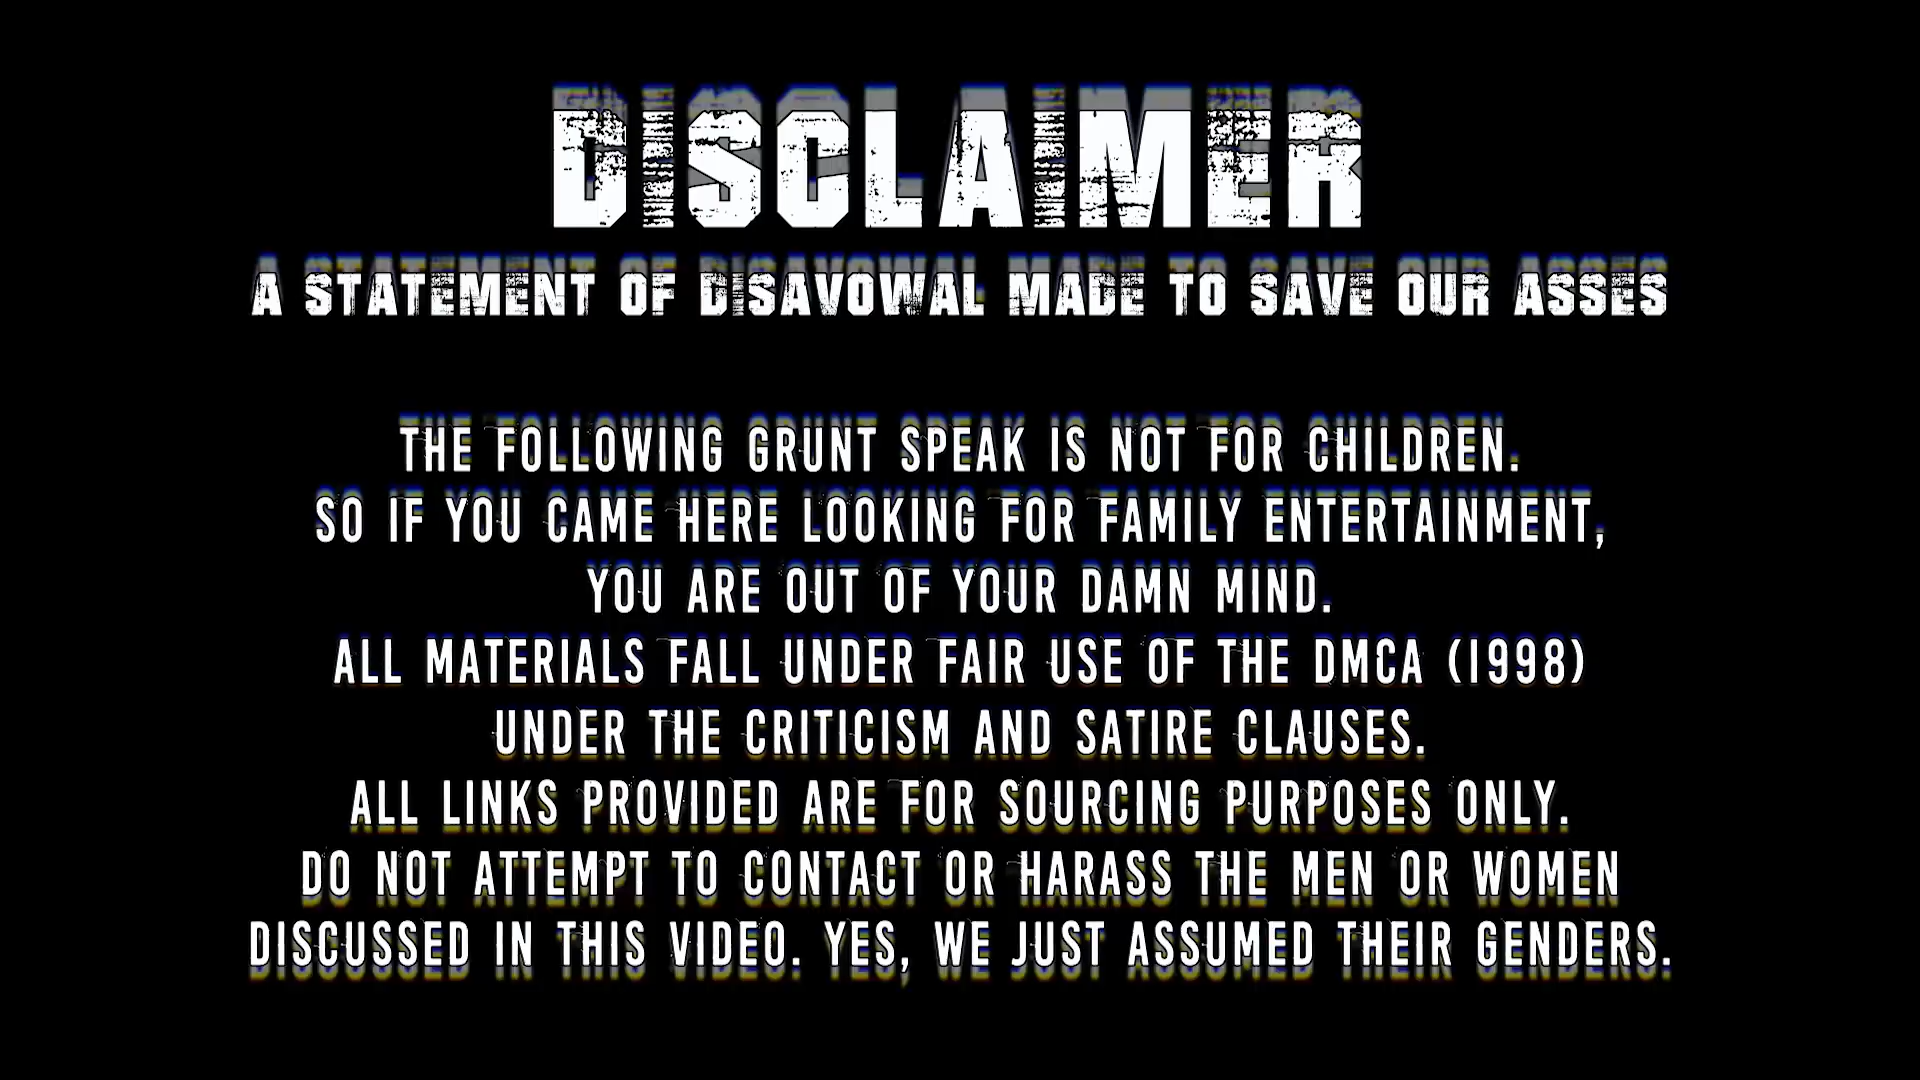 DISCLAIMER
A STATEMENT OF DISAVOWAL MADE TO SAVE OUR ASSES
THE FOLLOWING GRUNT SPEAK IS NOT FOR CHILDREN.
SO IF YOU CAME HERE LOOKING FOR FAMILY ENTERTAINMENT,
YOU ARE OUT OF YOUR DAMN MIND.
ALL MATERIALS FALL UNDER FAIR USE OF THE DMCA (1998)
UNDER THE CRITICISM AND SATIRE CLAUSES.
ALL LINKS PROVIDED ARE FOR SOURCING PURPOSES ONLY.
DO NOT ATTEMPT TO CONTACT OR HARASS THE MEN OR WOMEN
DISCUSSED IN THIS VIDEO. YES, WE JUST ASSUMED THEIR GENDERS.